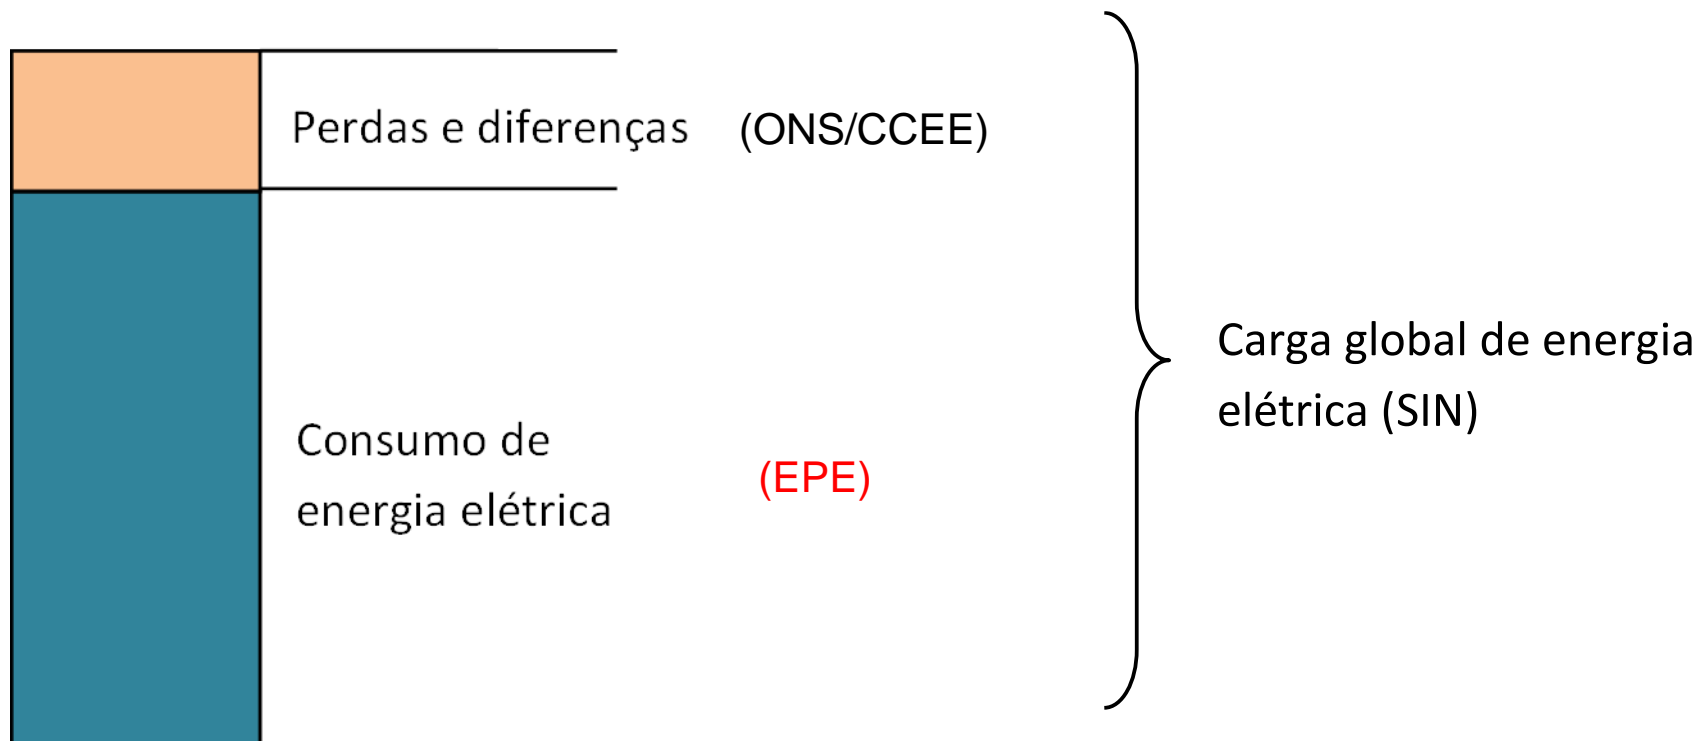 Perdas e diferenças (ONS/CCEE)
Carga global de energia
elétrica (SIN)
Consumo de
energia elétrica
(EPE)